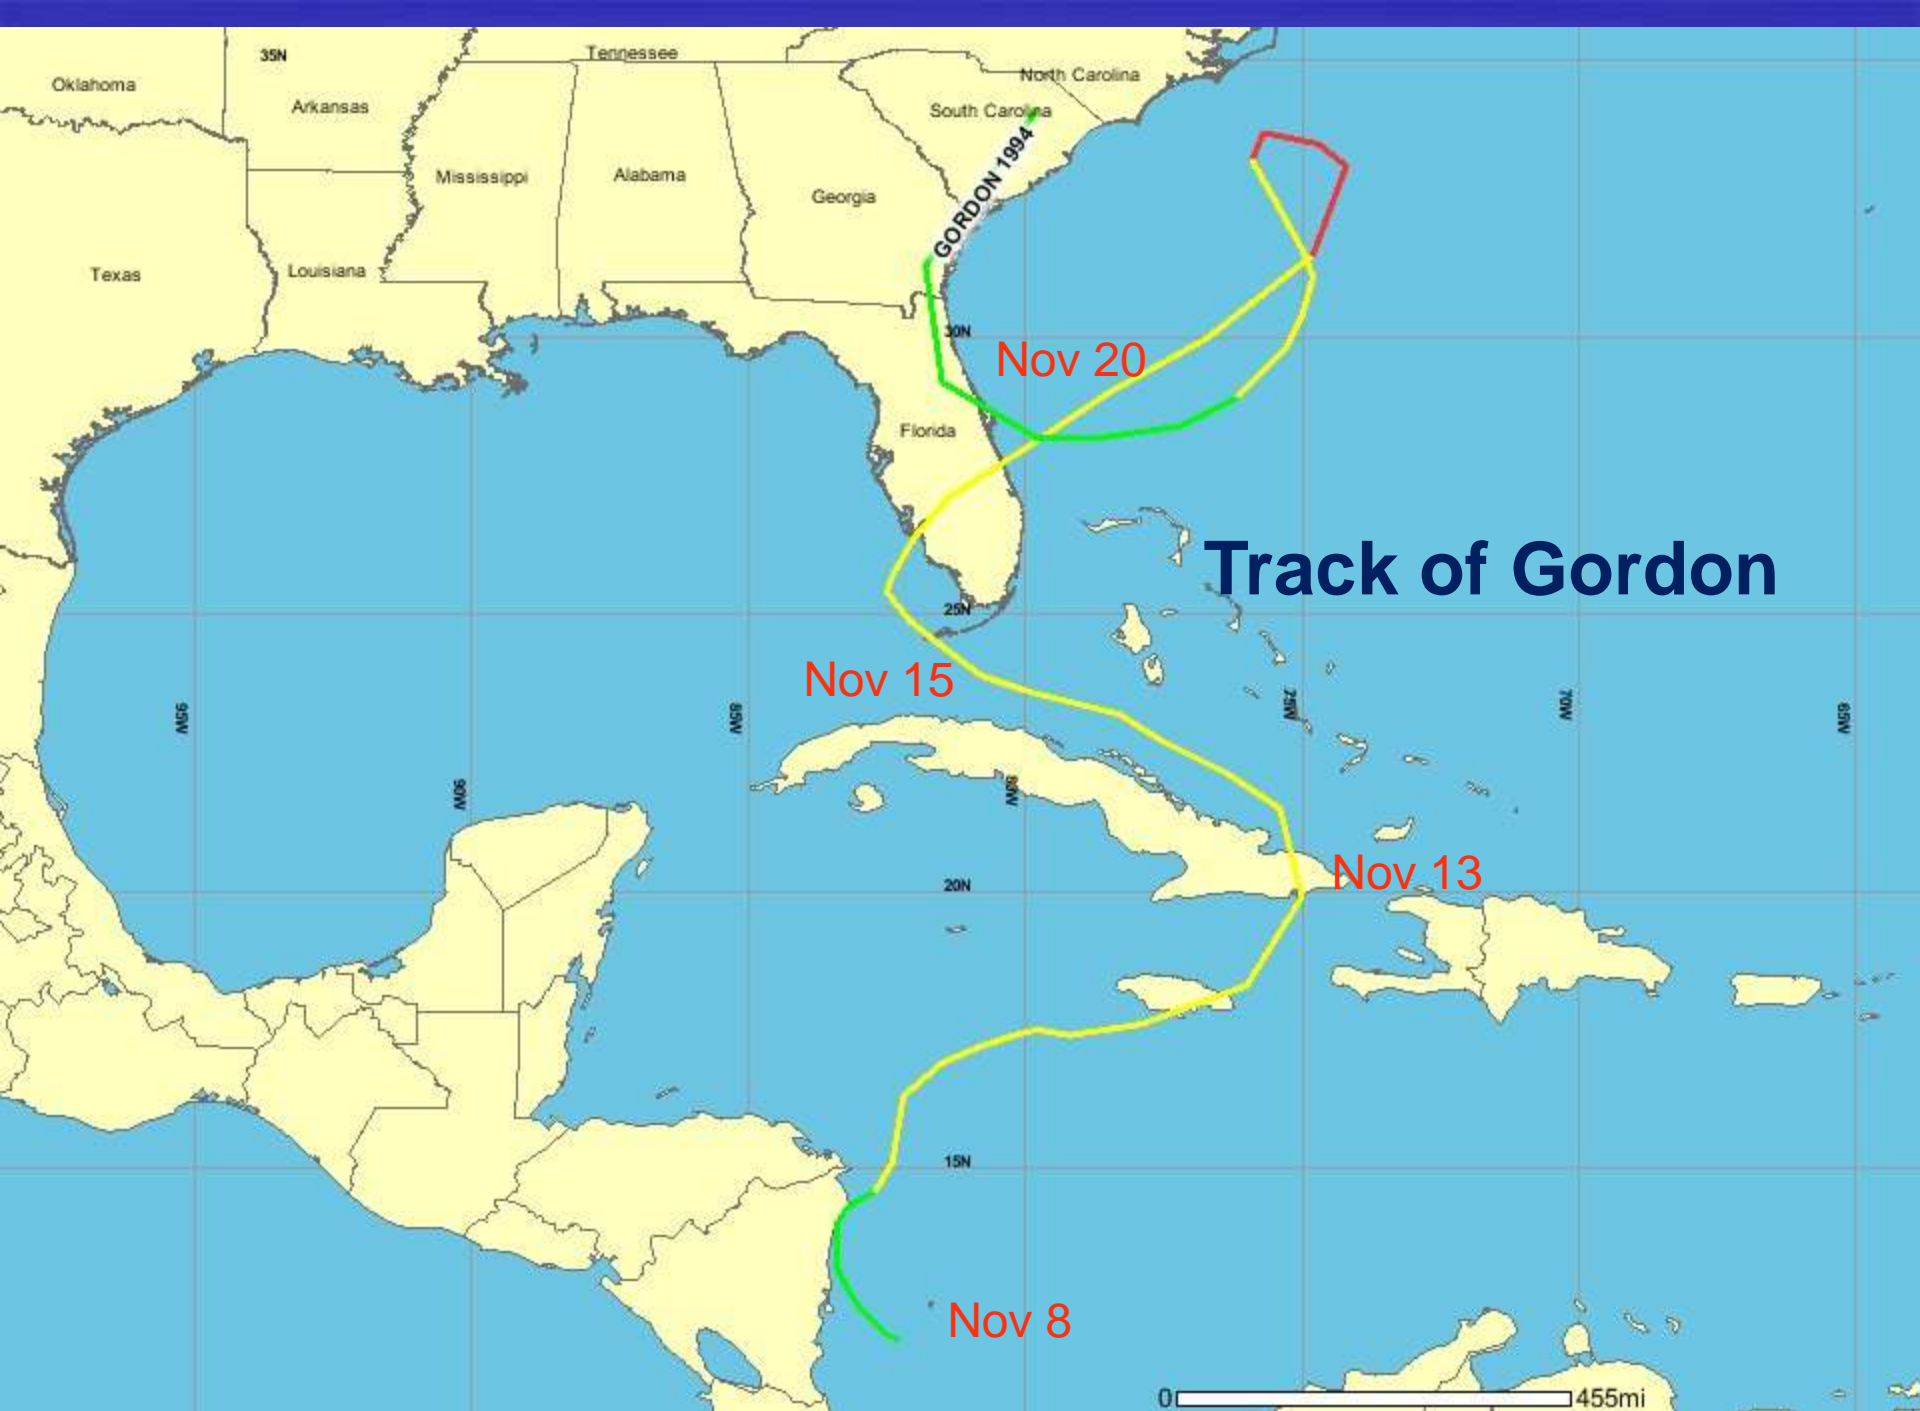 35N
Tennessee
Oklahoma
Arkansas
North Carolina
South Carolina
Mississippi
Alabama
Georgia
GORDON 1994
Texas
Louisiana
30N
Nov 20
Florida
Track of Gordon
25N
Nov 15
95W
85W
75W
70W
65W
90W
80W
Nov 13
20N
15N
Nov 8
0
455mi